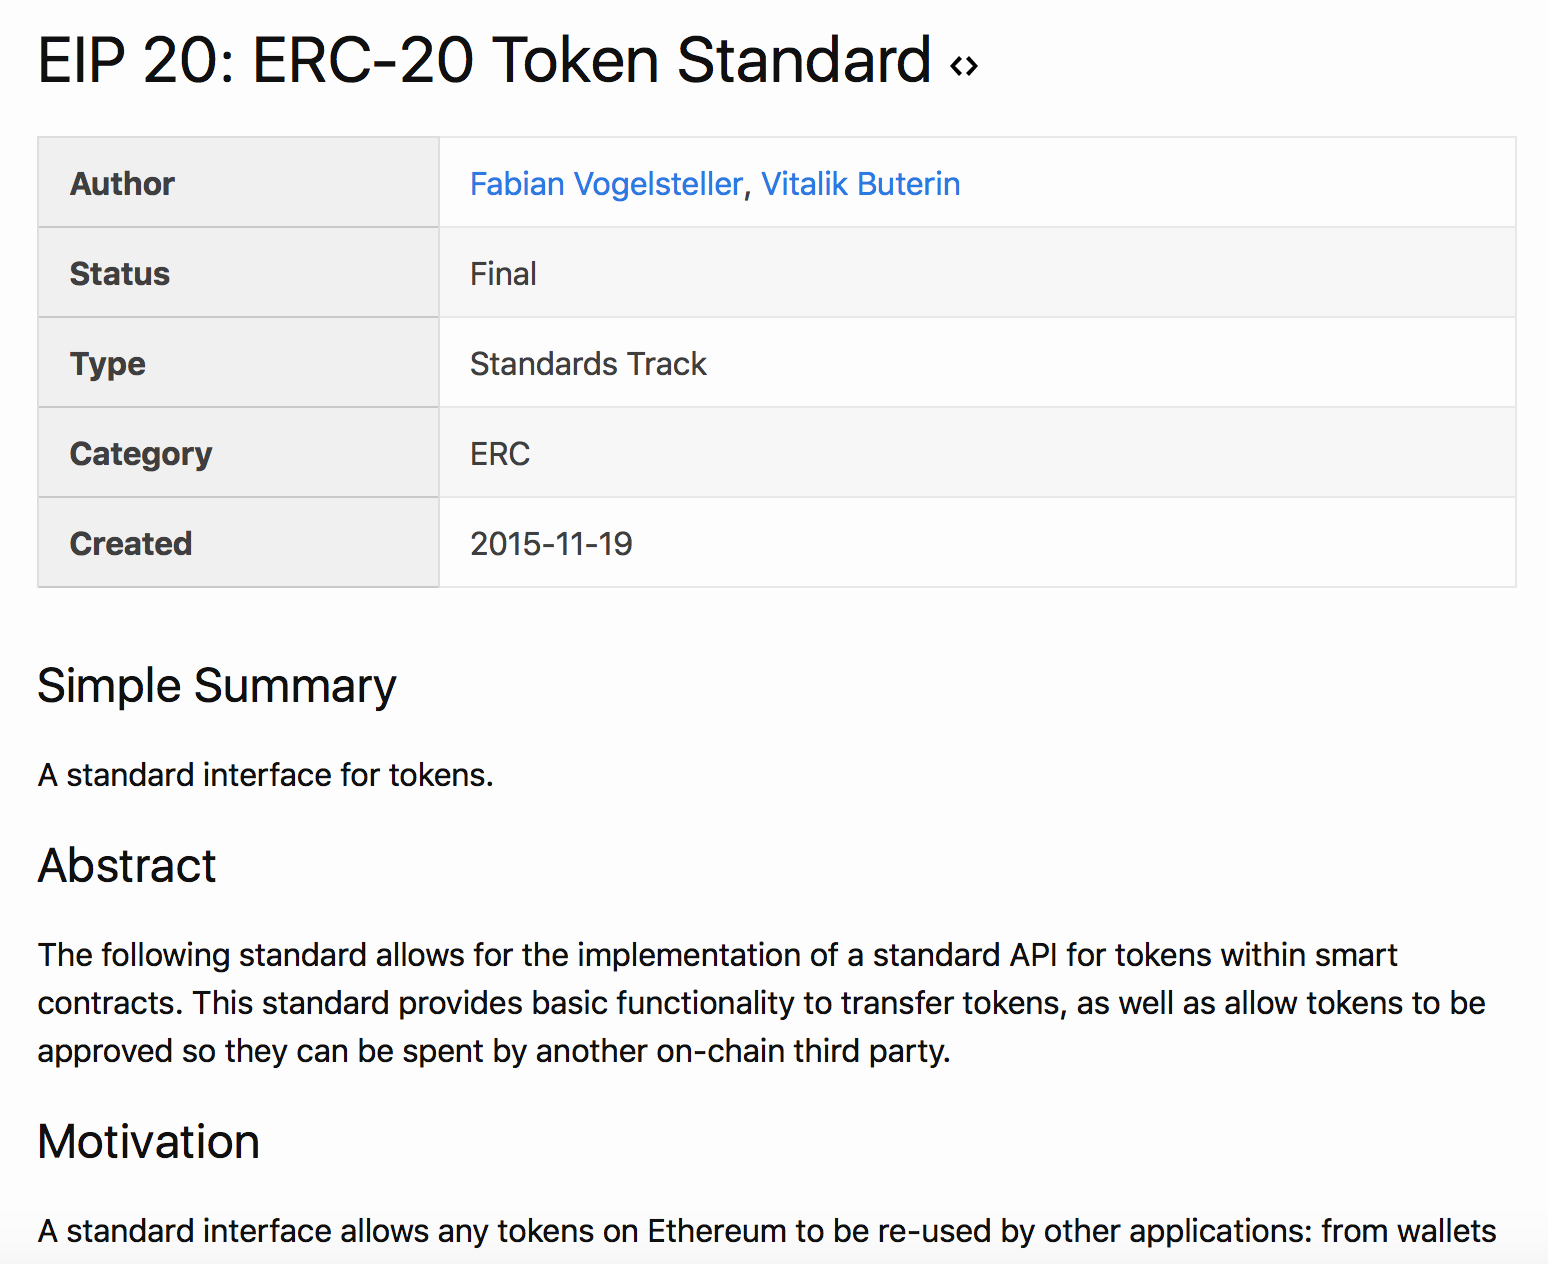 EIP 20: ERC-20 Token Standard <>
Author Fabian Vogelsteller, Vitalik Buterin
Status Final
Type Standards Track
Category ERC
Created 2015-11-19
Simple Summary
A standard interface for tokens.
Abstract
The following standard allows for the implementation of a standard API for tokens within smart
contracts. This standard provides basic functionality to transfer tokens, as well as allow tokens to be
approved so they can be spent by another on-chain third party.
Motivation
A standard interface allows any tokens on Ethereum to be re-used by other applications: from wallets